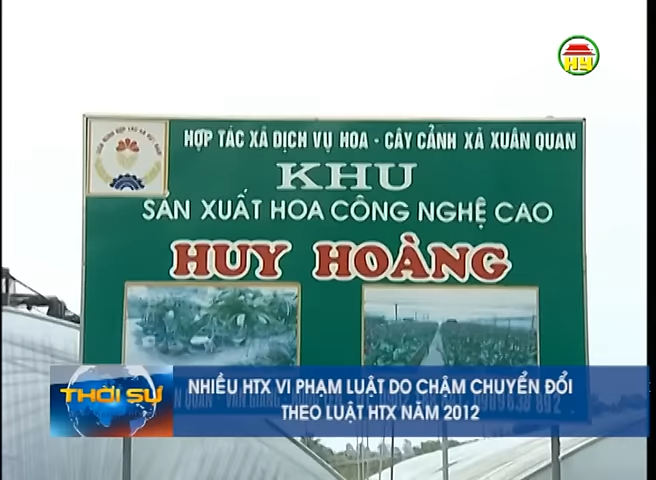 HY
HỢP TÁC XÃ DỊCH VỤ HOA - CÂY CẢNH XÃ XUÂN QUAN
KHU
SẢN XUẤT HOA CÔNG NGHỆ CAO
HUY HOÀNG
THỜI SỰ
NHIỀU HTX VI PHẠM LUẬT DO CHẬM CHUYỂN ĐỔI
THEO LUẬT HTX NĂM 2012